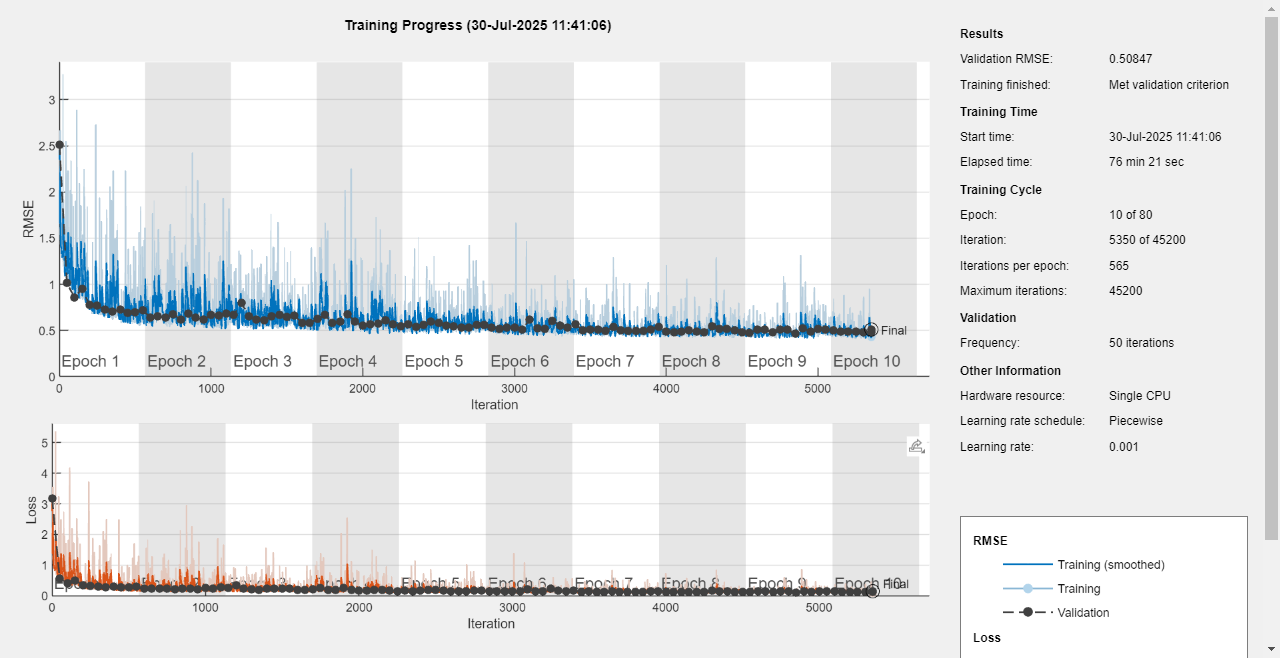 Training Progress (30-Jul-2025 11:41:06)
3
2.5
2
1.5
1
0.5
0
RMSE
Epoch 1 Epoch 2 Epoch 3 Epoch 4 Epoch 5 Epoch 6 Epoch 7 Epoch 8 Epoch 9 Epoch 10
Final
0 1000 2000 3000 4000 5000
Iteration
5
4
3
2
1
0
Loss
Epoch 5 Epoch 6 Epoch 7 Epoch 8 Epoch 9 Epoch 10
Final
0 1000 2000 3000 4000 5000
Iteration
Results
Validation RMSE: 0.50847
Training finished: Met validation criterion
Training Time
Start time: 30-Jul-2025 11:41:06
Elapsed time: 76 min 21 sec
Training Cycle
Epoch: 10 of 80
Iteration: 5350 of 45200
Iterations per epoch: 565
Maximum iterations: 45200
Validation
Frequency: 50 iterations
Other Information
Hardware resource: Single CPU
Learning rate schedule: Piecewise
Learning rate: 0.001
RMSE
Training (smoothed)
Training
Validation
Loss